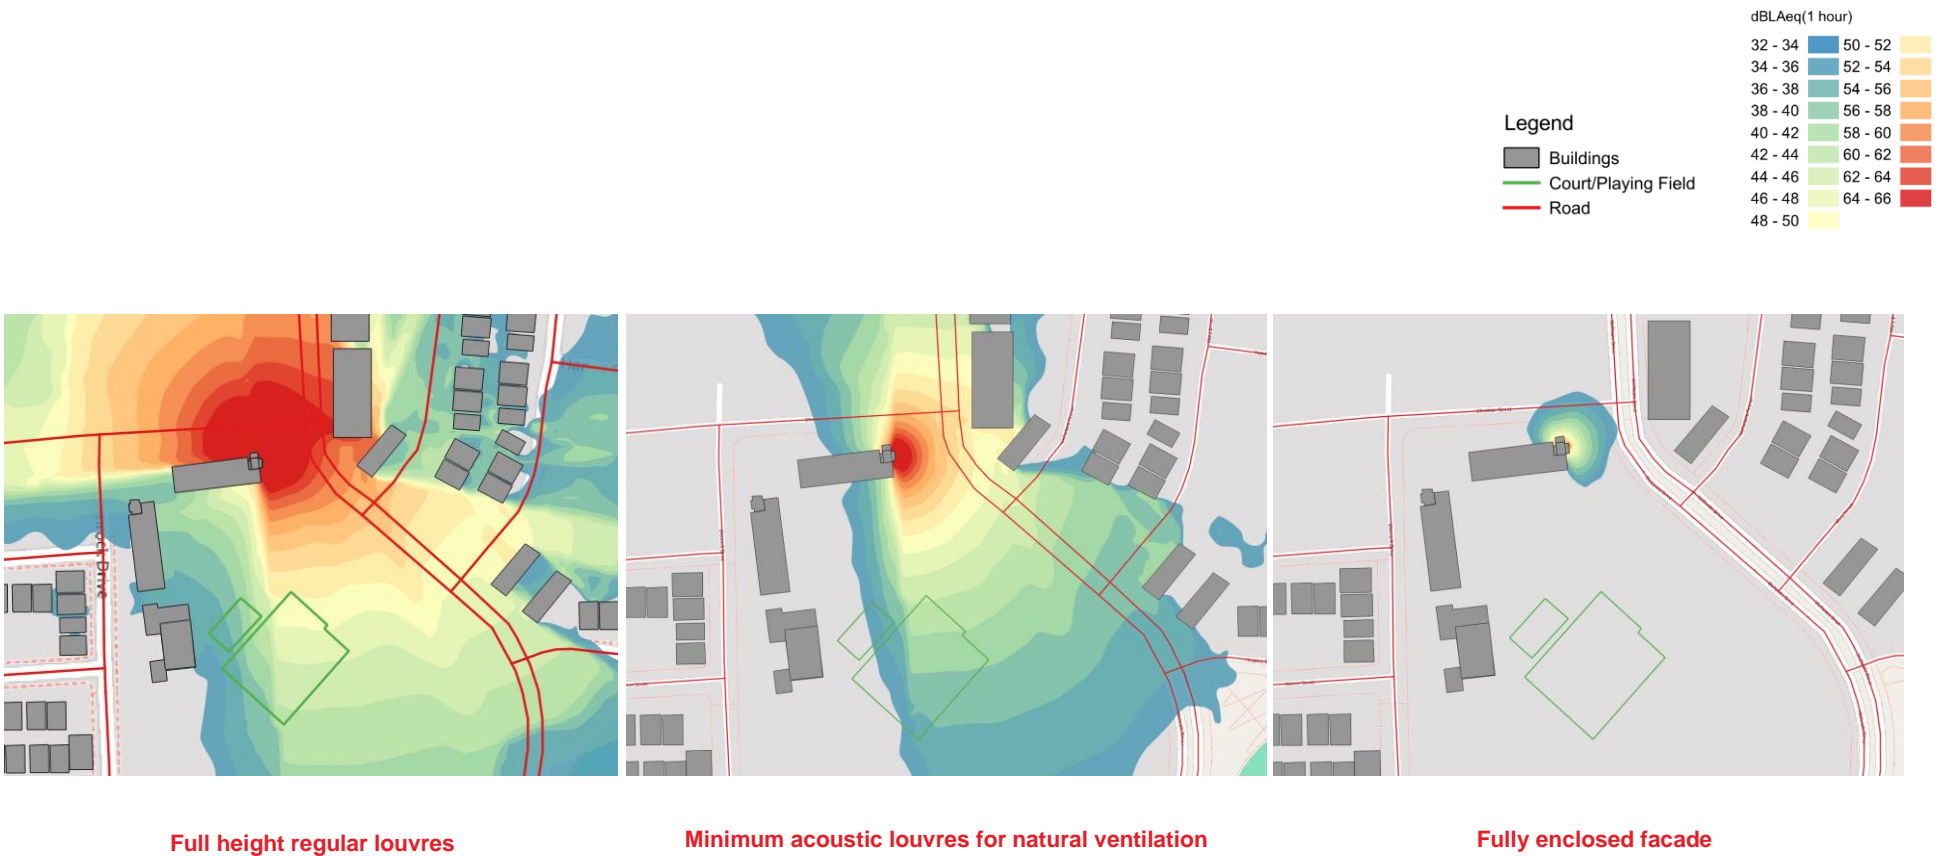 dBLAeq(1 hour)
32 - 34 50 - 52
34 - 36 52 - 54
36 - 38 54 - 56
38 - 40 56 - 58
40 - 42 58 - 60
42 - 44 60 - 62
44 - 46 62 - 64
46 - 48 64 - 66
48 - 50
Legend
Buildings
Court/Playing Field
Road
Drive
Full height regular louvres
Minimum acoustic louvres for natural ventilation
Fully enclosed facade